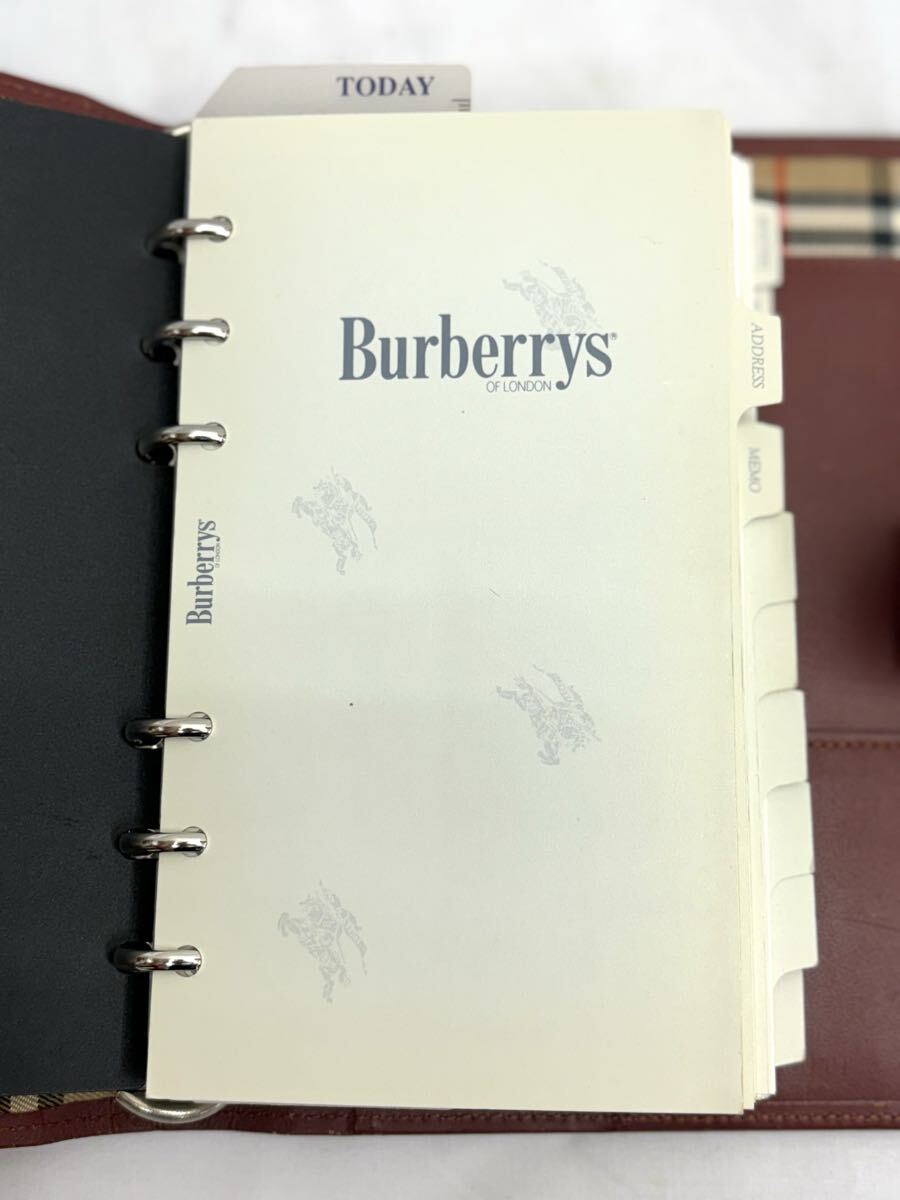 TODAY
Burberrys®
OF LONDON
ADDRESS
MEMO
Burberrys®
OF LONDON